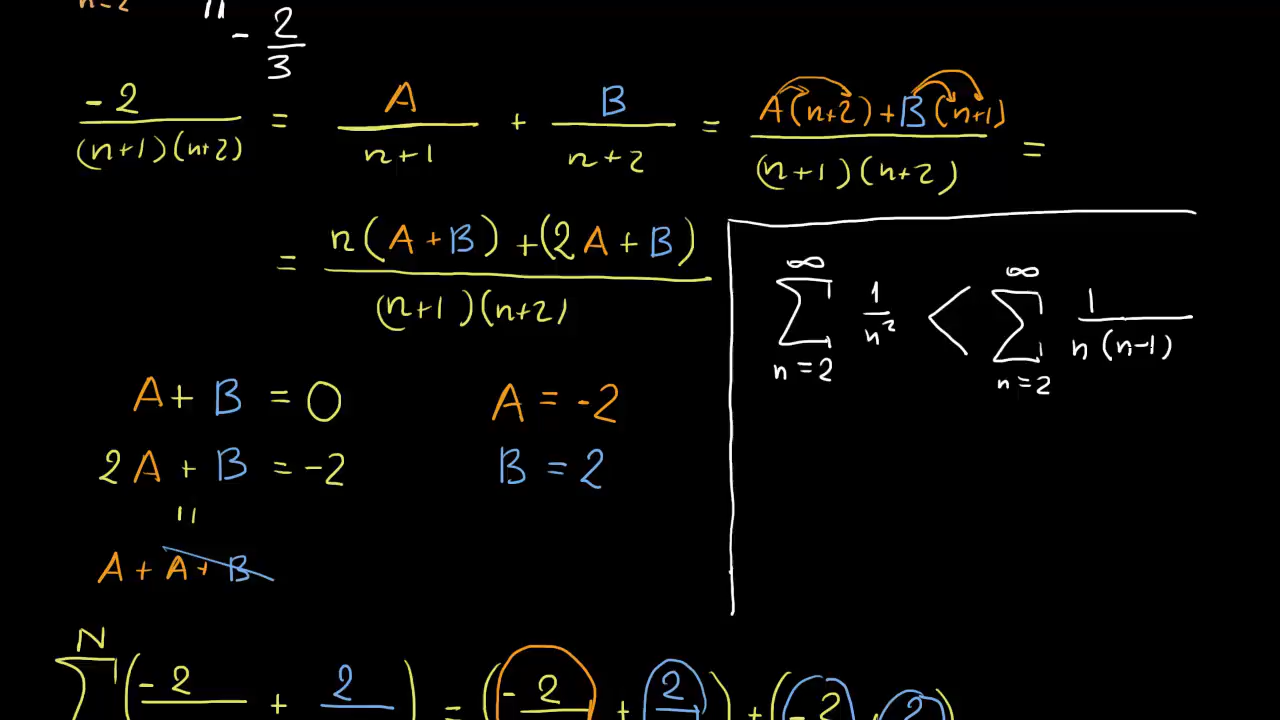 n=2 " - 2/3
-2/((n+1)(n+2)) = A/(n+1) + B/(n+2) = (A(n+2)+B(n+1))/((n+1)(n+2)) =
= (n(A+B)+(2A+B))/((n+1)(n+2))
A+B=0
2A+B=-2
"
A+A+B
A=-2
B=2
∞ ∑ n=2 1/n² < ∞ ∑ n=2 1/(n(n-1))
N ∑ (-2 + 2) = (-2 + 2) + (-2 + 2)